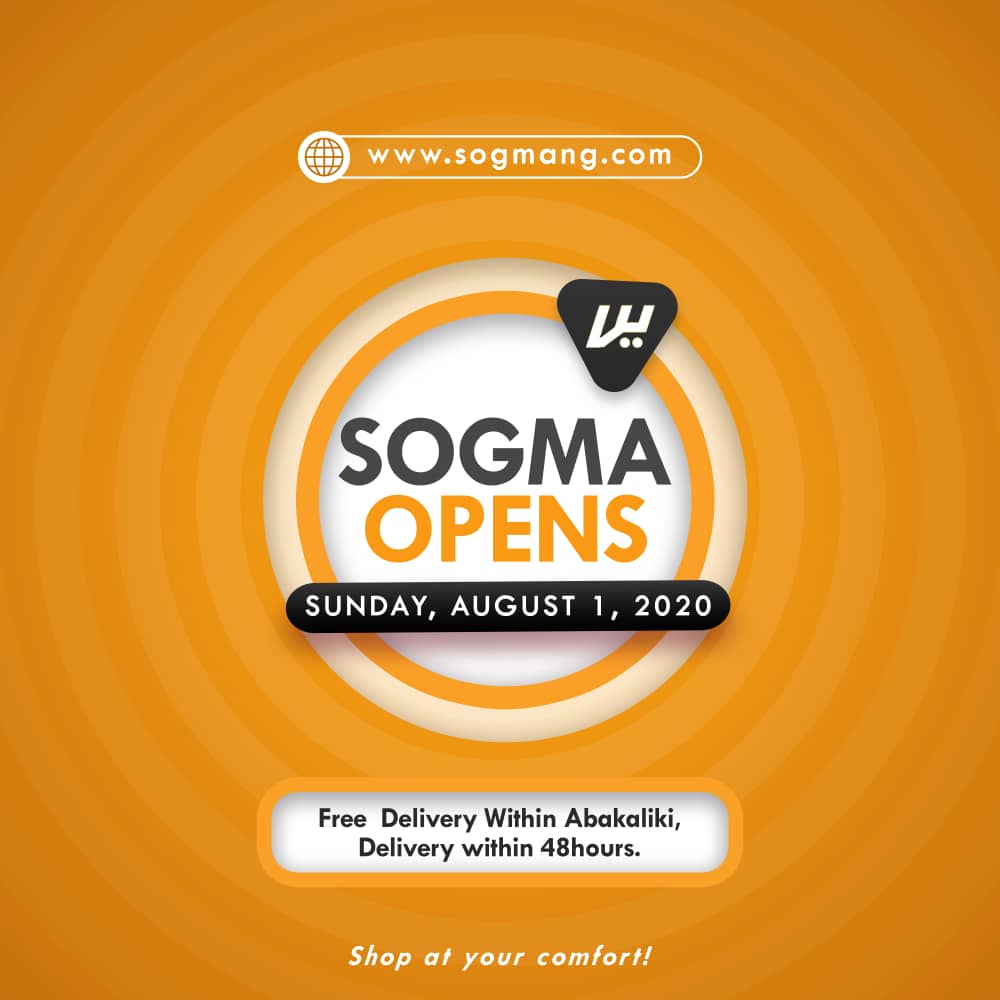 www.sogmang.com
SOGMA
OPENS
SUNDAY, AUGUST 1, 2020
Free Delivery Within Abakaliki,
Delivery within 48hours.
Shop at your comfort!